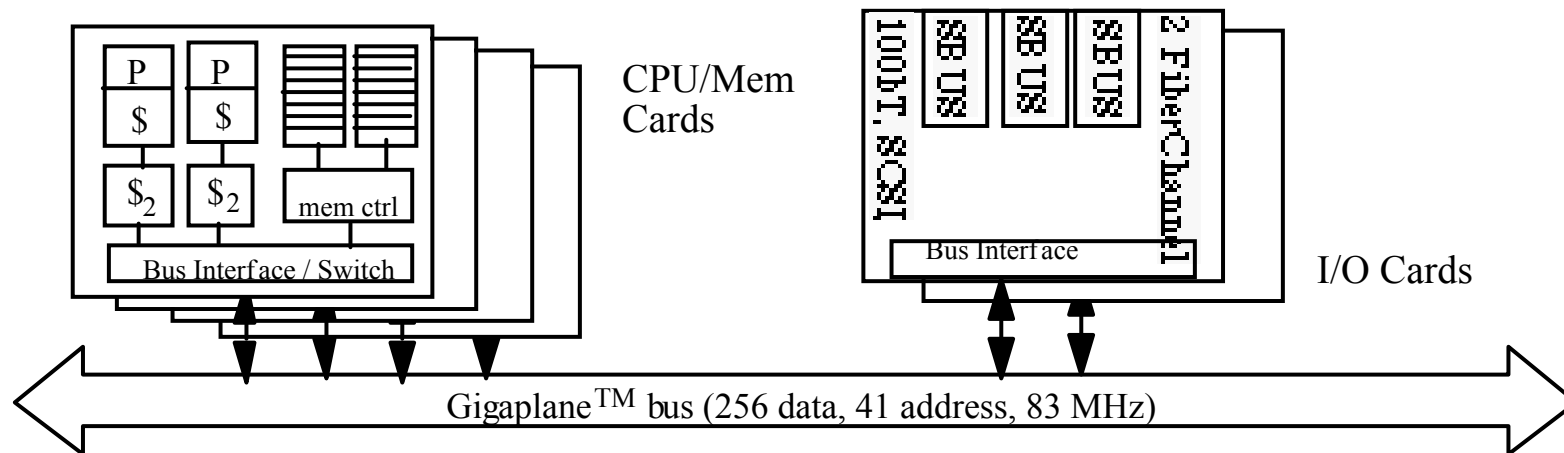 P
$
$2
P
$
$2
mem ctrl
Bus Interface / Switch
CPU/Mem
Cards
100bT, SCSI
SBUS
SBUS
SBUS
2 FiberChannel
Bus Interface
I/O Cards
Gigaplane™ bus (256 data, 41 address, 83 MHz)